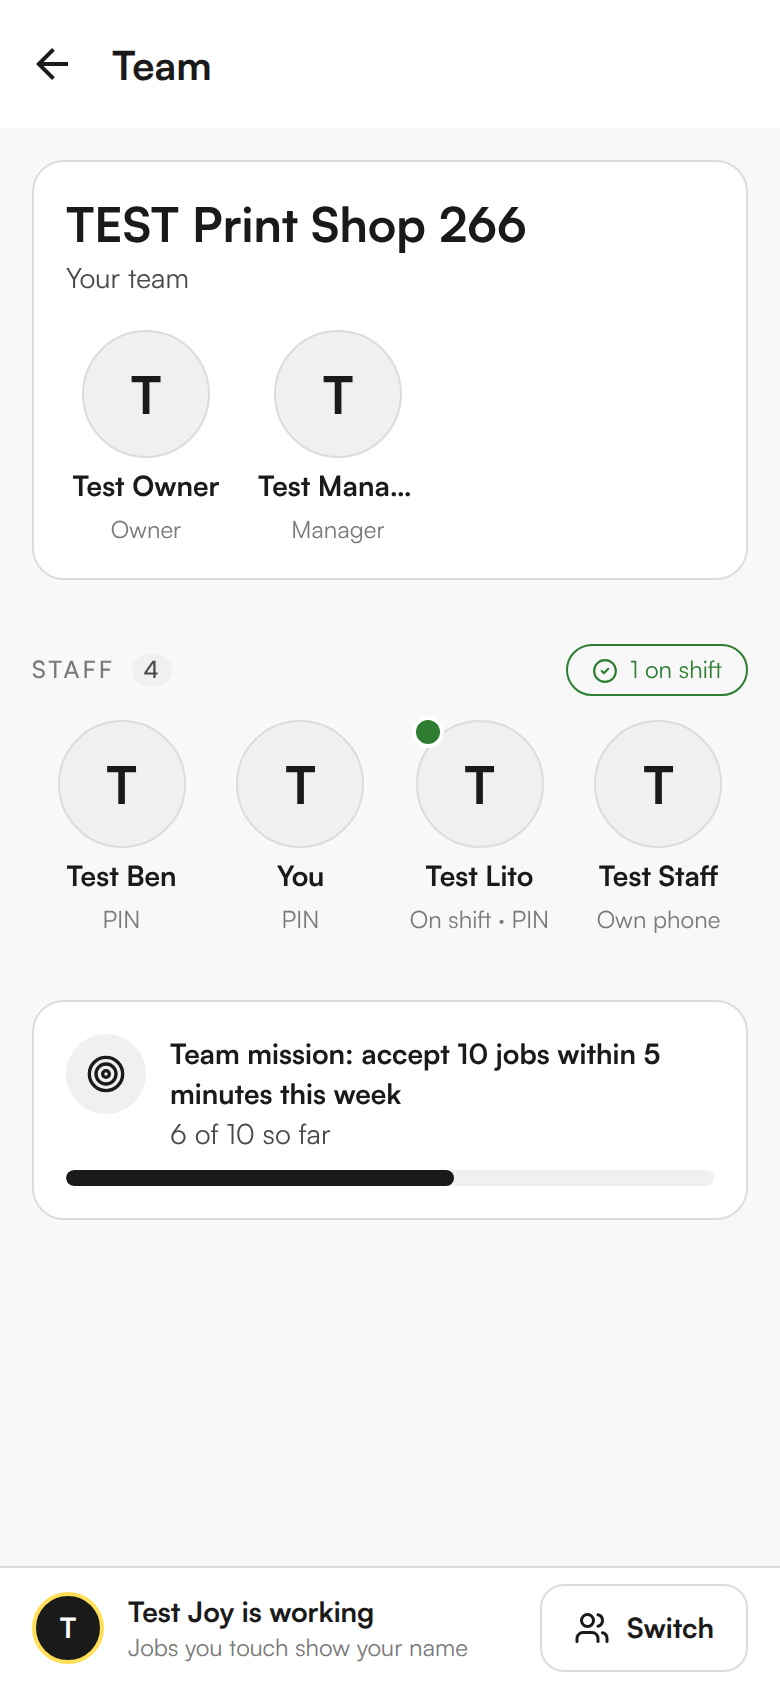 Team
TEST Print Shop 266
Your team
T T
Test Owner Test Mana...
Owner Manager
STAFF 4 1 on shift
T T T T
Test Ben You Test Lito Test Staff
PIN PIN On shift · PIN Own phone
Team mission: accept 10 jobs within 5
minutes this week
6 of 10 so far
T Test Joy is working
Jobs you touch show your name
Switch